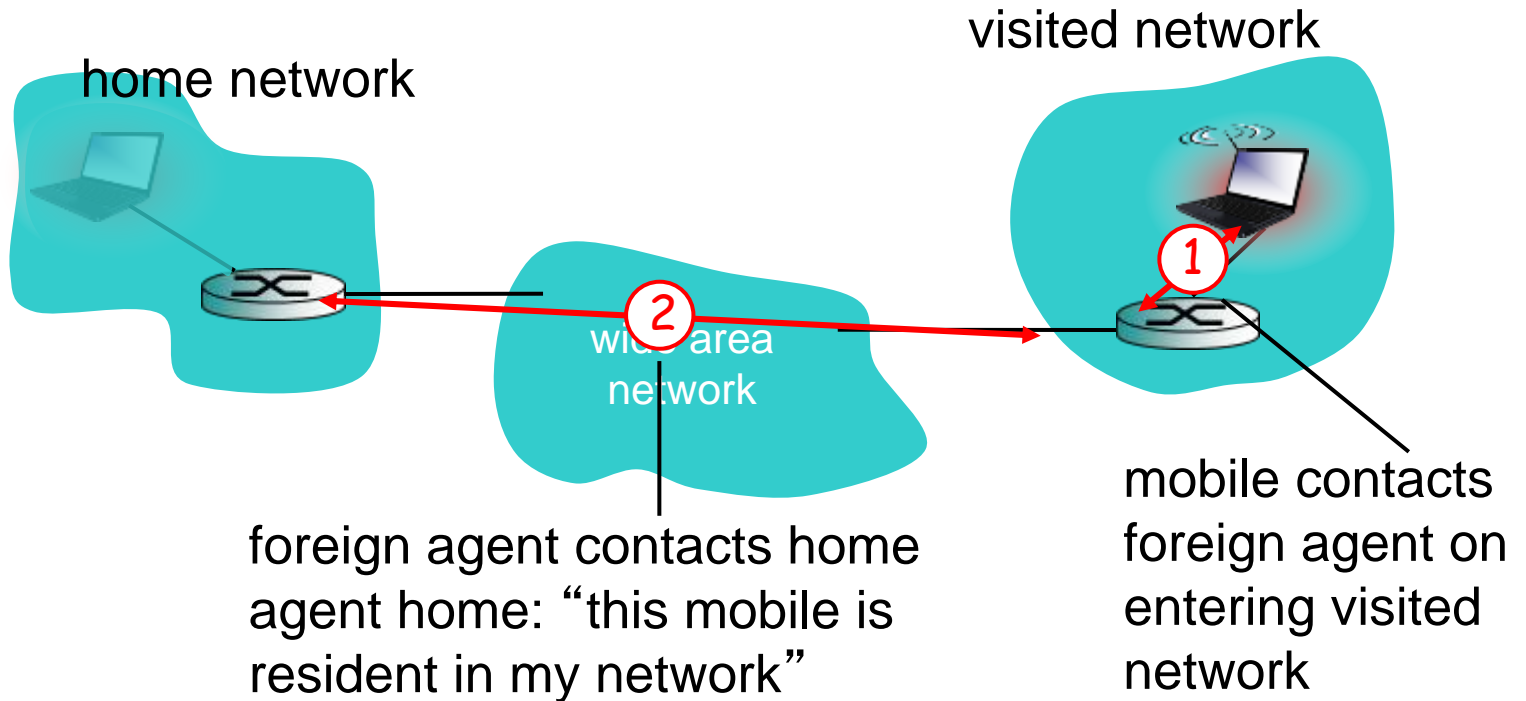 visited network
home network
1
2
wide area
network
mobile contacts
foreign agent on
entering visited
network
foreign agent contacts home
agent home: “this mobile is
resident in my network”